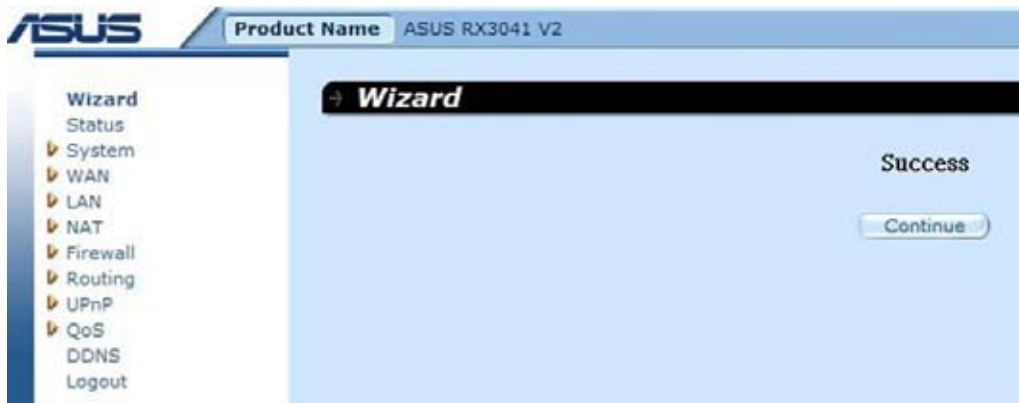 ASUS
Product Name ASUS RX3041 V2
Wizard
Status
System
WAN
LAN
NAT
Firewall
Routing
UPnP
QoS
DDNS
Logout
Wizard
Success
Continue